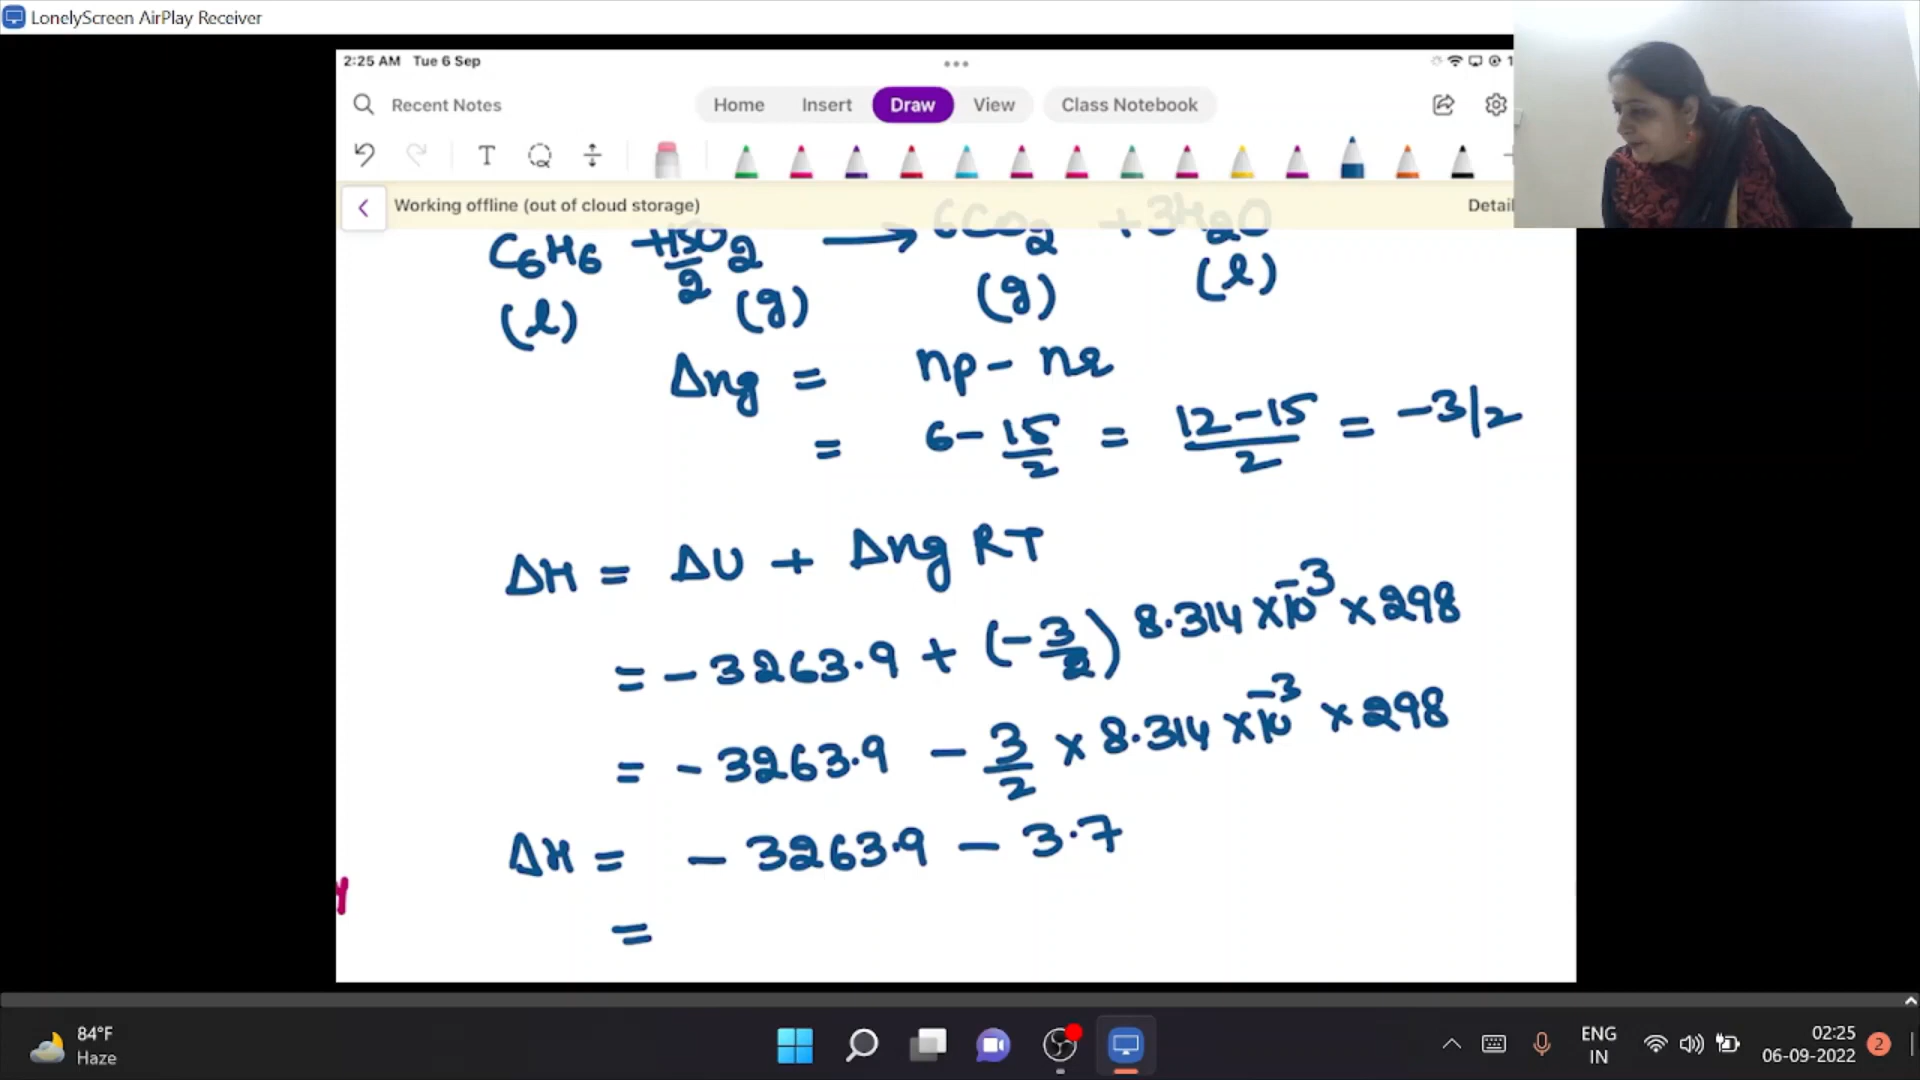 LonelyScreen AirPlay Receiver
2:25 AM Tue 6 Sep
Recent Notes
Home Insert Draw View Class Notebook
T
Working offline (out of cloud storage) Detail
C6H6 + 15/2 O2 → 6CO2 + 3H2O
(l) (g) (g) (l)
Δng = np - nr
= 6 - 15/2 = 12-15/2 = -3/2
ΔH = ΔU + Δng RT
= -3263.9 + (-3/2) 8.314 x 10^-3 x 298
= -3263.9 - 3/2 x 8.314 x 10^-3 x 298
ΔH = -3263.9 - 3.7
=
84°F
Haze
ENG
IN
02:25
06-09-2022
2